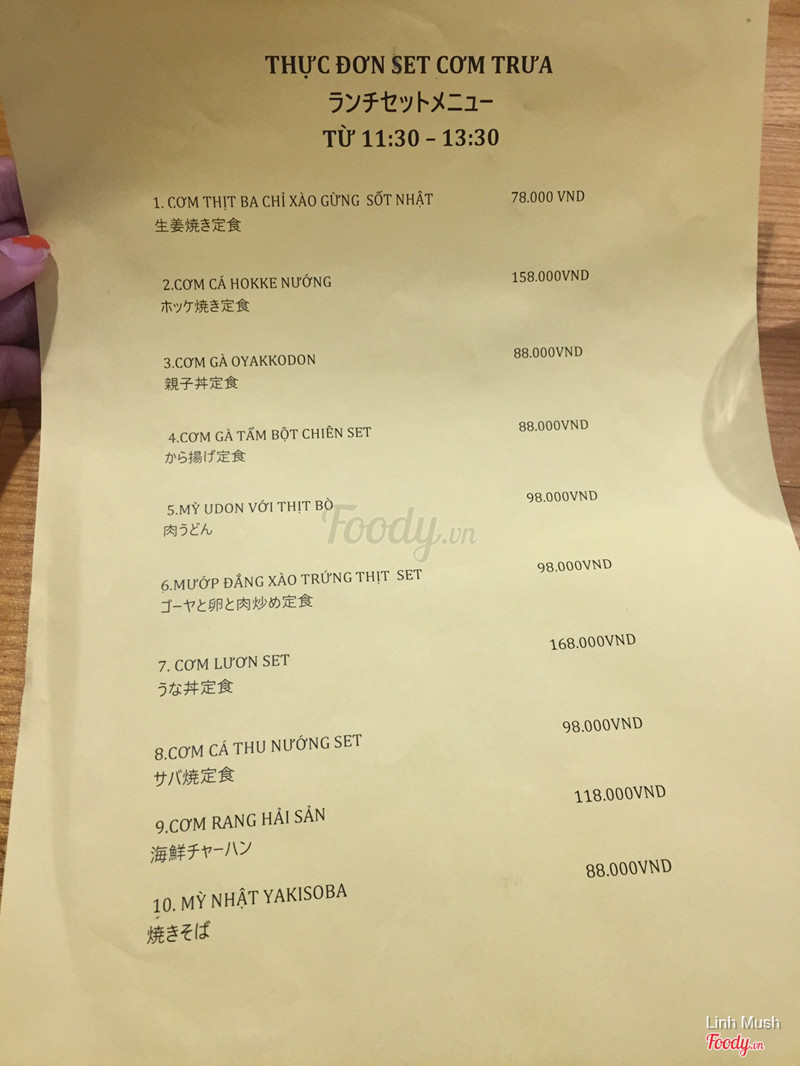 THỰC ĐƠN SET CƠM TRƯA
ランチセットメニュー
TỪ 11:30 – 13:30
1. CƠM THỊT BA CHỈ XÀO GỪNG SỐT NHẬT 78.000 VND
生姜焼き定食
2.CƠM CÁ HOKKE NƯỚNG 158.000VND
ホッケ焼き定食
3.CƠM GÀ OYAKKODON 88.000VND
親子丼定食
4.CƠM GÀ TẨM BỘT CHIÊN SET 88.000VND
から揚げ定食
5.MỲ UDON VỚI THỊT BÒ 98.000VND
肉うどん
Foody.vn
6.MƯỚP ĐẮNG XÀO TRỨNG THỊT SET 98.000VND
ゴーヤと卵と肉炒め定食
7. CƠM LƯƠN SET 168.000VND
うな丼定食
8.CƠM CÁ THU NƯỚNG SET 98.000VND
サバ焼定食
9.CƠM RANG HẢI SẢN 118.000VND
海鮮チャーハン
10. MỲ NHẬT YAKISOBA 88.000VND
焼きそば
Linh Mush
Foody.vn